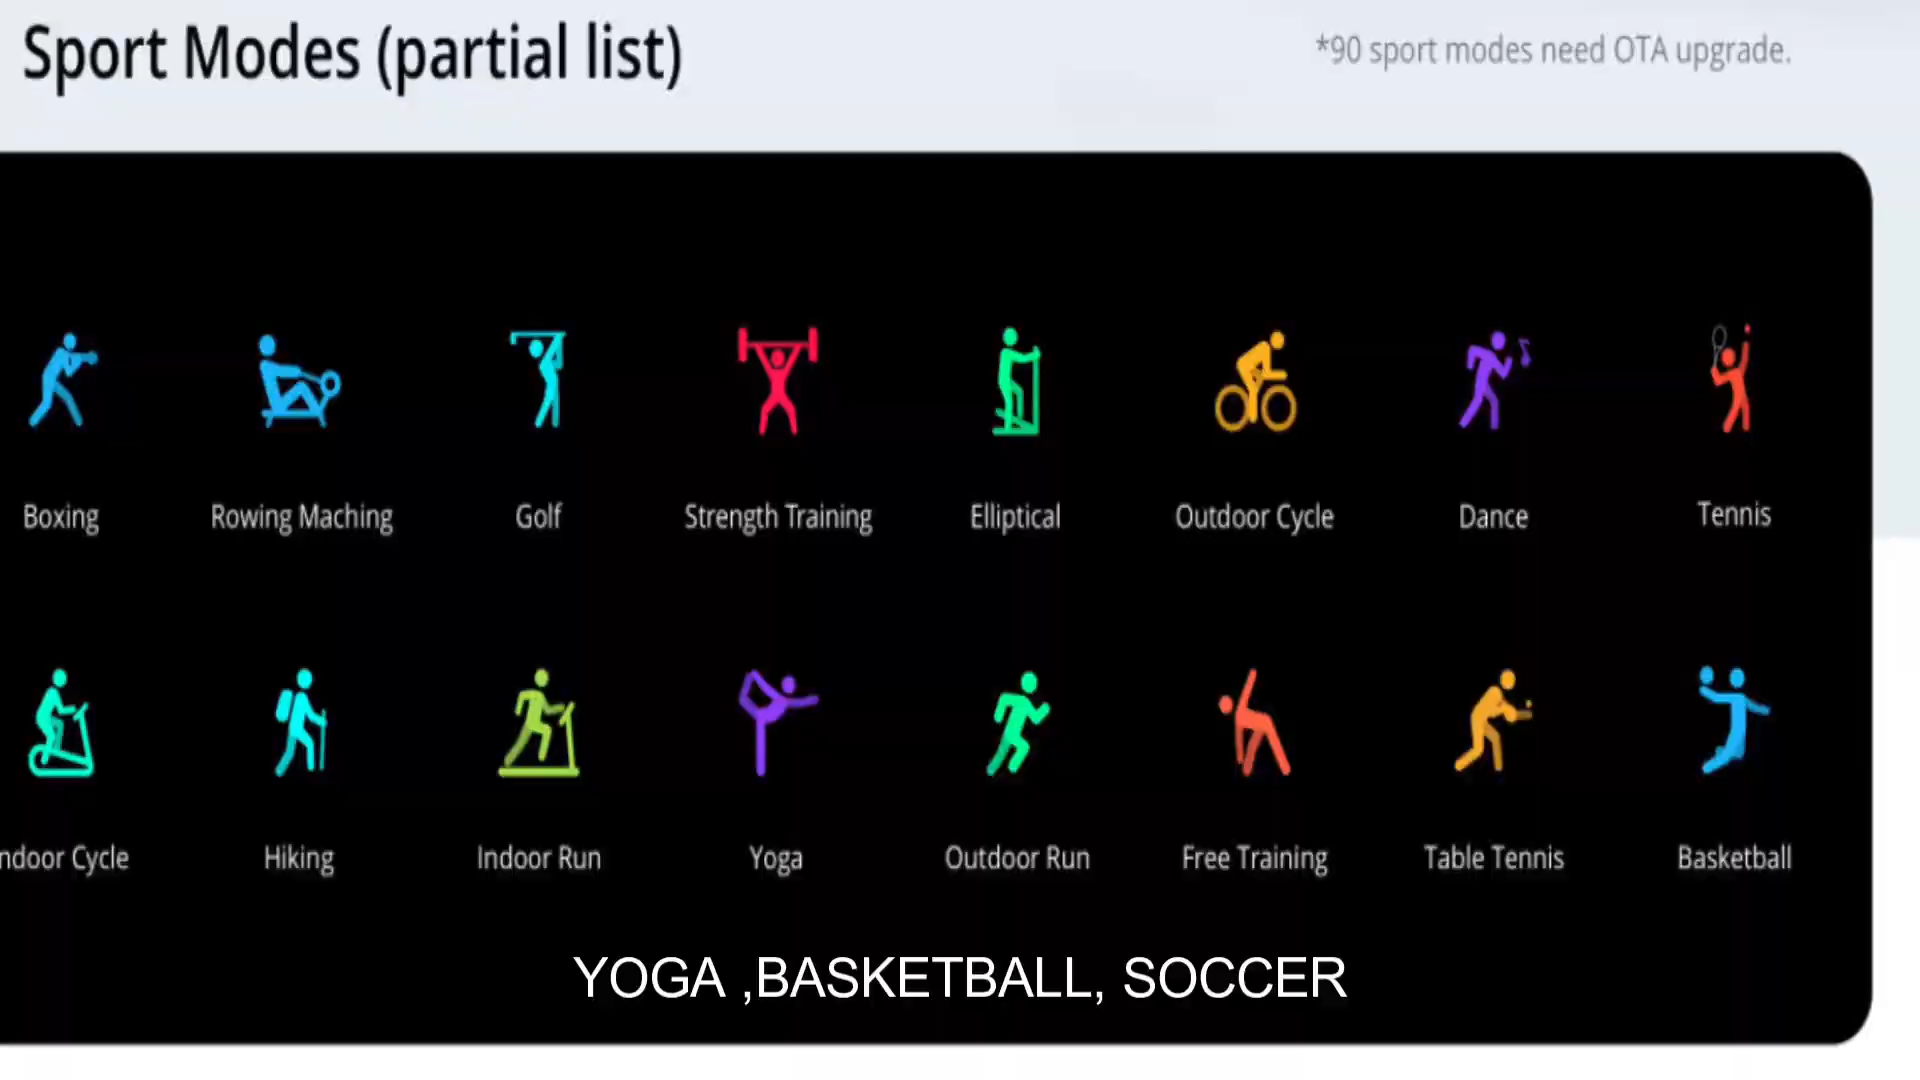 Sport Modes (partial list)
*90 sport modes need OTA upgrade.
Boxing
Rowing Maching
Golf
Strength Training
Elliptical
Outdoor Cycle
Dance
Tennis
ndoor Cycle
Hiking
Indoor Run
Yoga
Outdoor Run
Free Training
Table Tennis
Basketball
YOGA ,BASKETBALL, SOCCER